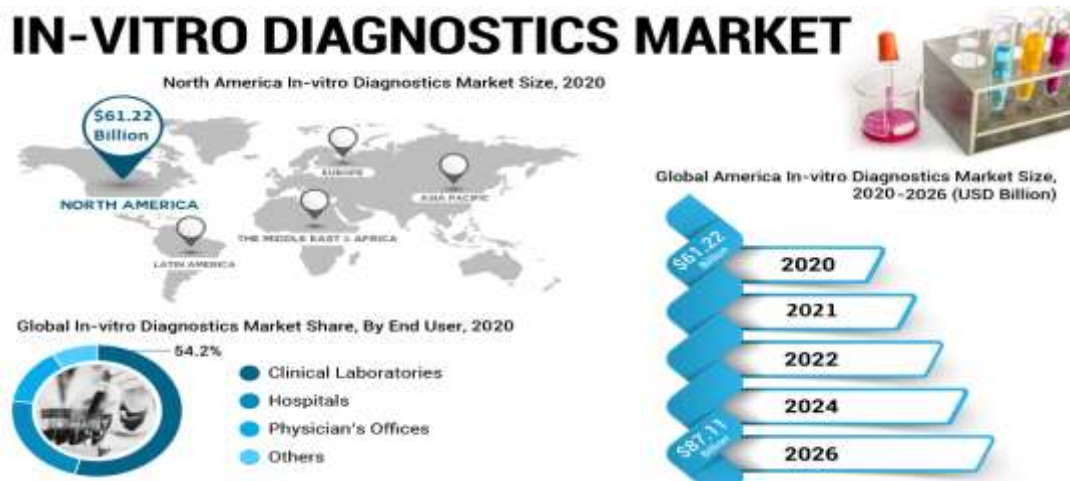 IN-VITRO DIAGNOSTICS MARKET
North America In-vitro Diagnostics Market Size, 2020
$61.22
Billion
NORTH AMERICA
EUROPE
ASIA PACIFIC
THE MIDDLE EAST & AFRICA
LATIN AMERICA
Global In-vitro Diagnostics Market Share, By End User, 2020
54.2%
Clinical Laboratories
Hospitals
Physician's Offices
Others
Global America In-vitro Diagnostics Market Size,
2020-2026 (USD Billion)
$61.22
Billion
2020
2021
2022
2024
$87.11
Billion
2026